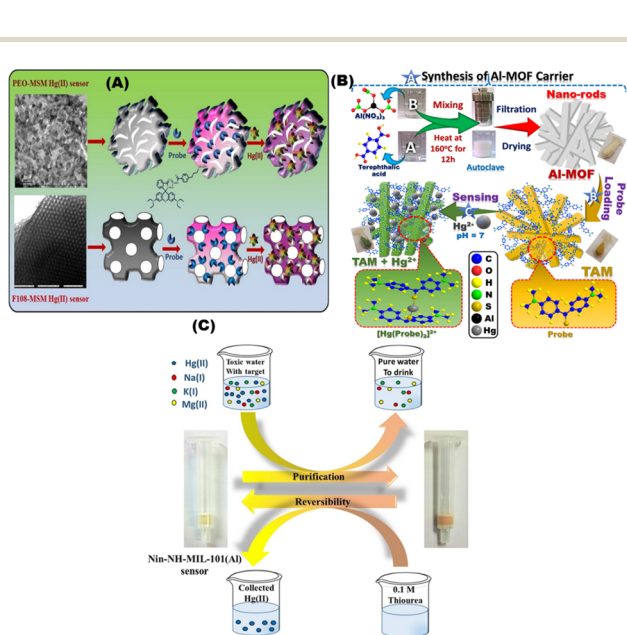 (A)
PEO-MSM Hg(II) sensor
Probe
Hg(II)
Probe
Hg(II)
F108-MSM Hg(II) sensor
(B)
A
Synthesis of Al-MOF Carrier
Al(NO₃)₃
B
Mixing
Filtration
Nano-rods
A
Heat at
160°C for
12h
Drying
Terephthalic
acid
Autoclave
Al-MOF
Probe
Loading
B
Sensing
Hg²⁺
pH = 7
TAM + Hg²⁺
TAM
C
O
H
N
S
Al
Hg
[Hg(Probe)₂]²⁺
Probe
(C)
Hg(II)
Na(I)
K(I)
Mg(II)
Toxic water
With target
Pure water
To drink
Purification
Reversibility
Nin-NH-MIL-101(Al)
sensor
Collected
Hg(II)
0.1 M
Thiourea